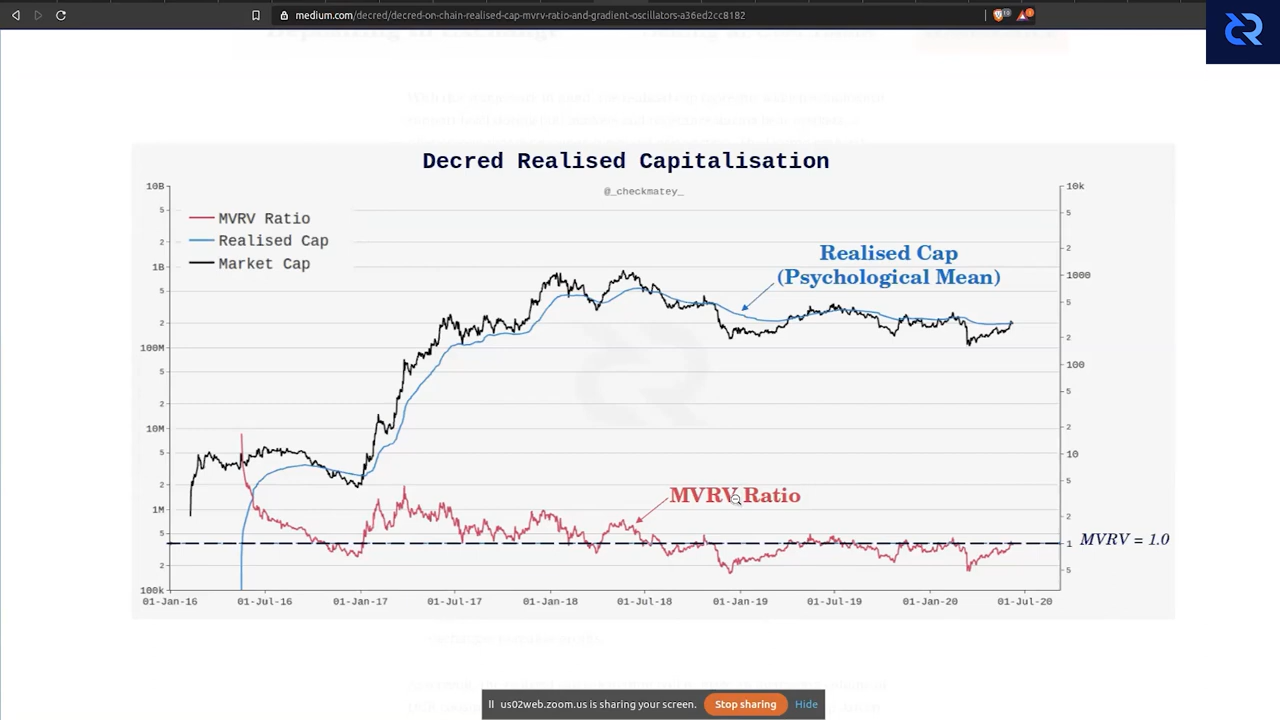 medium.com/decred/decred-on-chain-realised-cap-mvrv-ratio-and-gradient-oscillators-a36ed2cc8182
Decred Realised Capitalisation
@_checkmatey_
MVRV Ratio
Realised Cap
Market Cap
Realised Cap
(Psychological Mean)
MVRV Ratio
MVRV = 1.0
10B
5
2
1B
5
2
100M
5
2
10M
5
2
1M
5
2
100k
10k
5
2
1000
5
2
100
5
2
10
5
2
1
5
01-Jan-16
01-Jul-16
01-Jan-17
01-Jul-17
01-Jan-18
01-Jul-18
01-Jan-19
01-Jul-19
01-Jan-20
01-Jul-20
us02web.zoom.us is sharing your screen.
Stop sharing
Hide